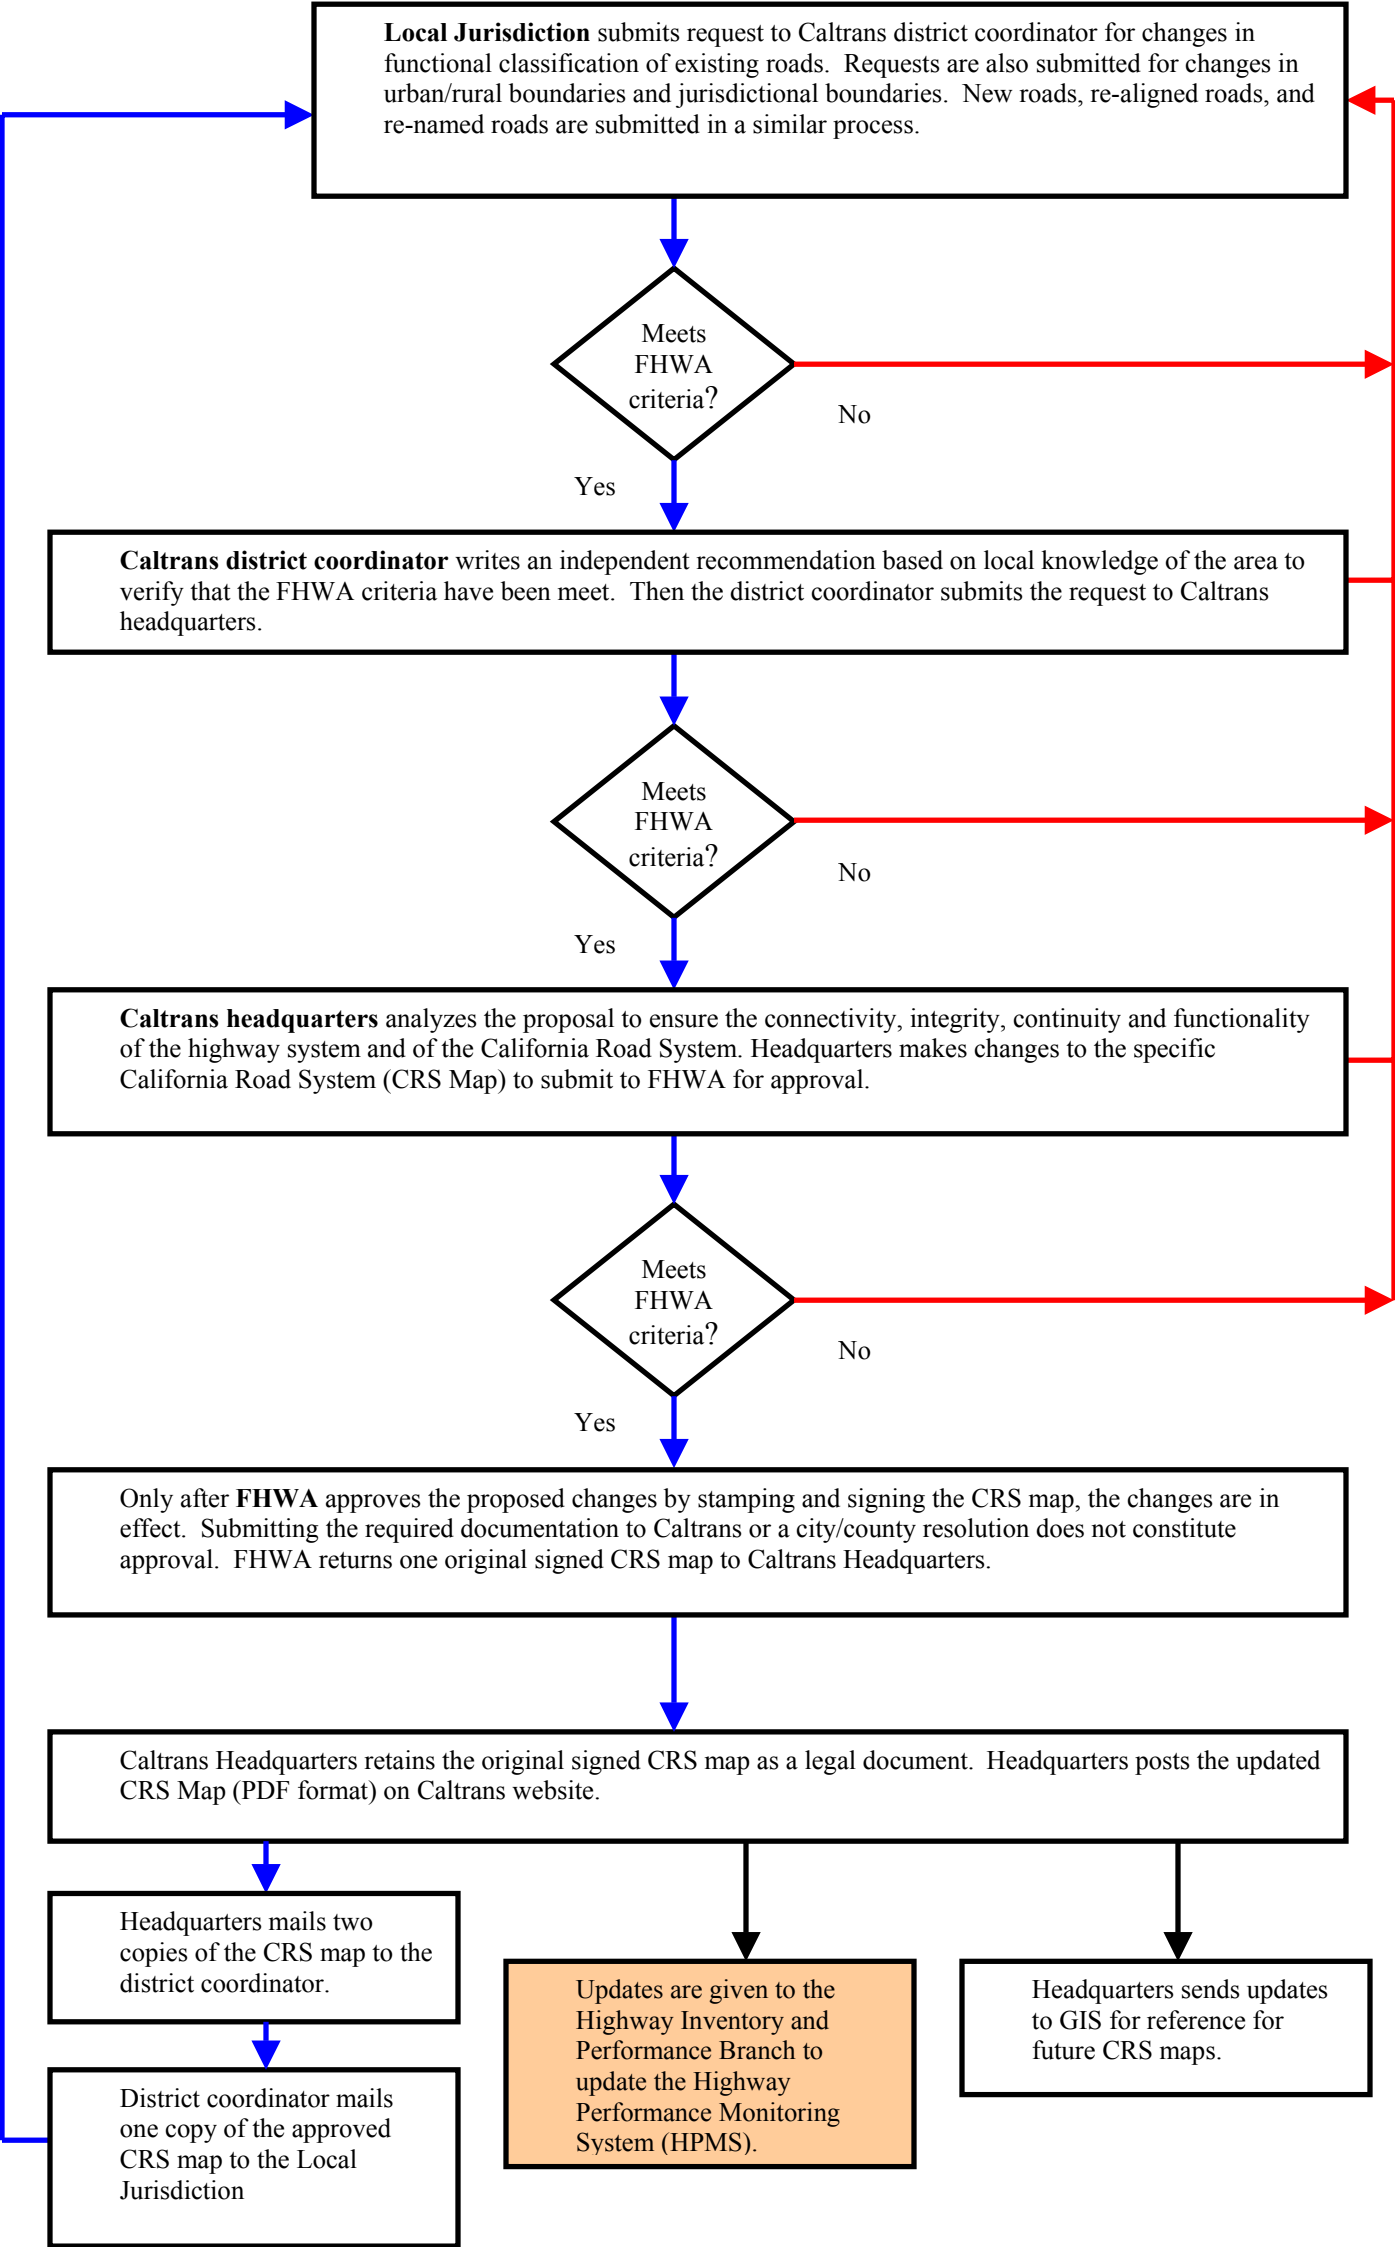 Local Jurisdiction submits request to Caltrans district coordinator for changes in
functional classification of existing roads.  Requests are also submitted for changes in
urban/rural boundaries and jurisdictional boundaries.  New roads, re-aligned roads, and
re-named roads are submitted in a similar process.
Meets
FHWA
criteria?
No
Yes
Caltrans district coordinator writes an independent recommendation based on local knowledge of the area to
verify that the FHWA criteria have been meet.  Then the district coordinator submits the request to Caltrans
headquarters.
Meets
FHWA
criteria?
No
Yes
Caltrans headquarters analyzes the proposal to ensure the connectivity, integrity, continuity and functionality
of the highway system and of the California Road System. Headquarters makes changes to the specific
California Road System (CRS Map) to submit to FHWA for approval.
Meets
FHWA
criteria?
No
Yes
Only after FHWA approves the proposed changes by stamping and signing the CRS map, the changes are in
effect.  Submitting the required documentation to Caltrans or a city/county resolution does not constitute
approval.  FHWA returns one original signed CRS map to Caltrans Headquarters.
Caltrans Headquarters retains the original signed CRS map as a legal document.  Headquarters posts the updated
CRS Map (PDF format) on Caltrans website.
Headquarters mails two
copies of the CRS map to the
district coordinator.
District coordinator mails
one copy of the approved
CRS map to the Local
Jurisdiction
Updates are given to the
Highway Inventory and
Performance Branch to
update the Highway
Performance Monitoring
System (HPMS).
Headquarters sends updates
to GIS for reference for
future CRS maps.